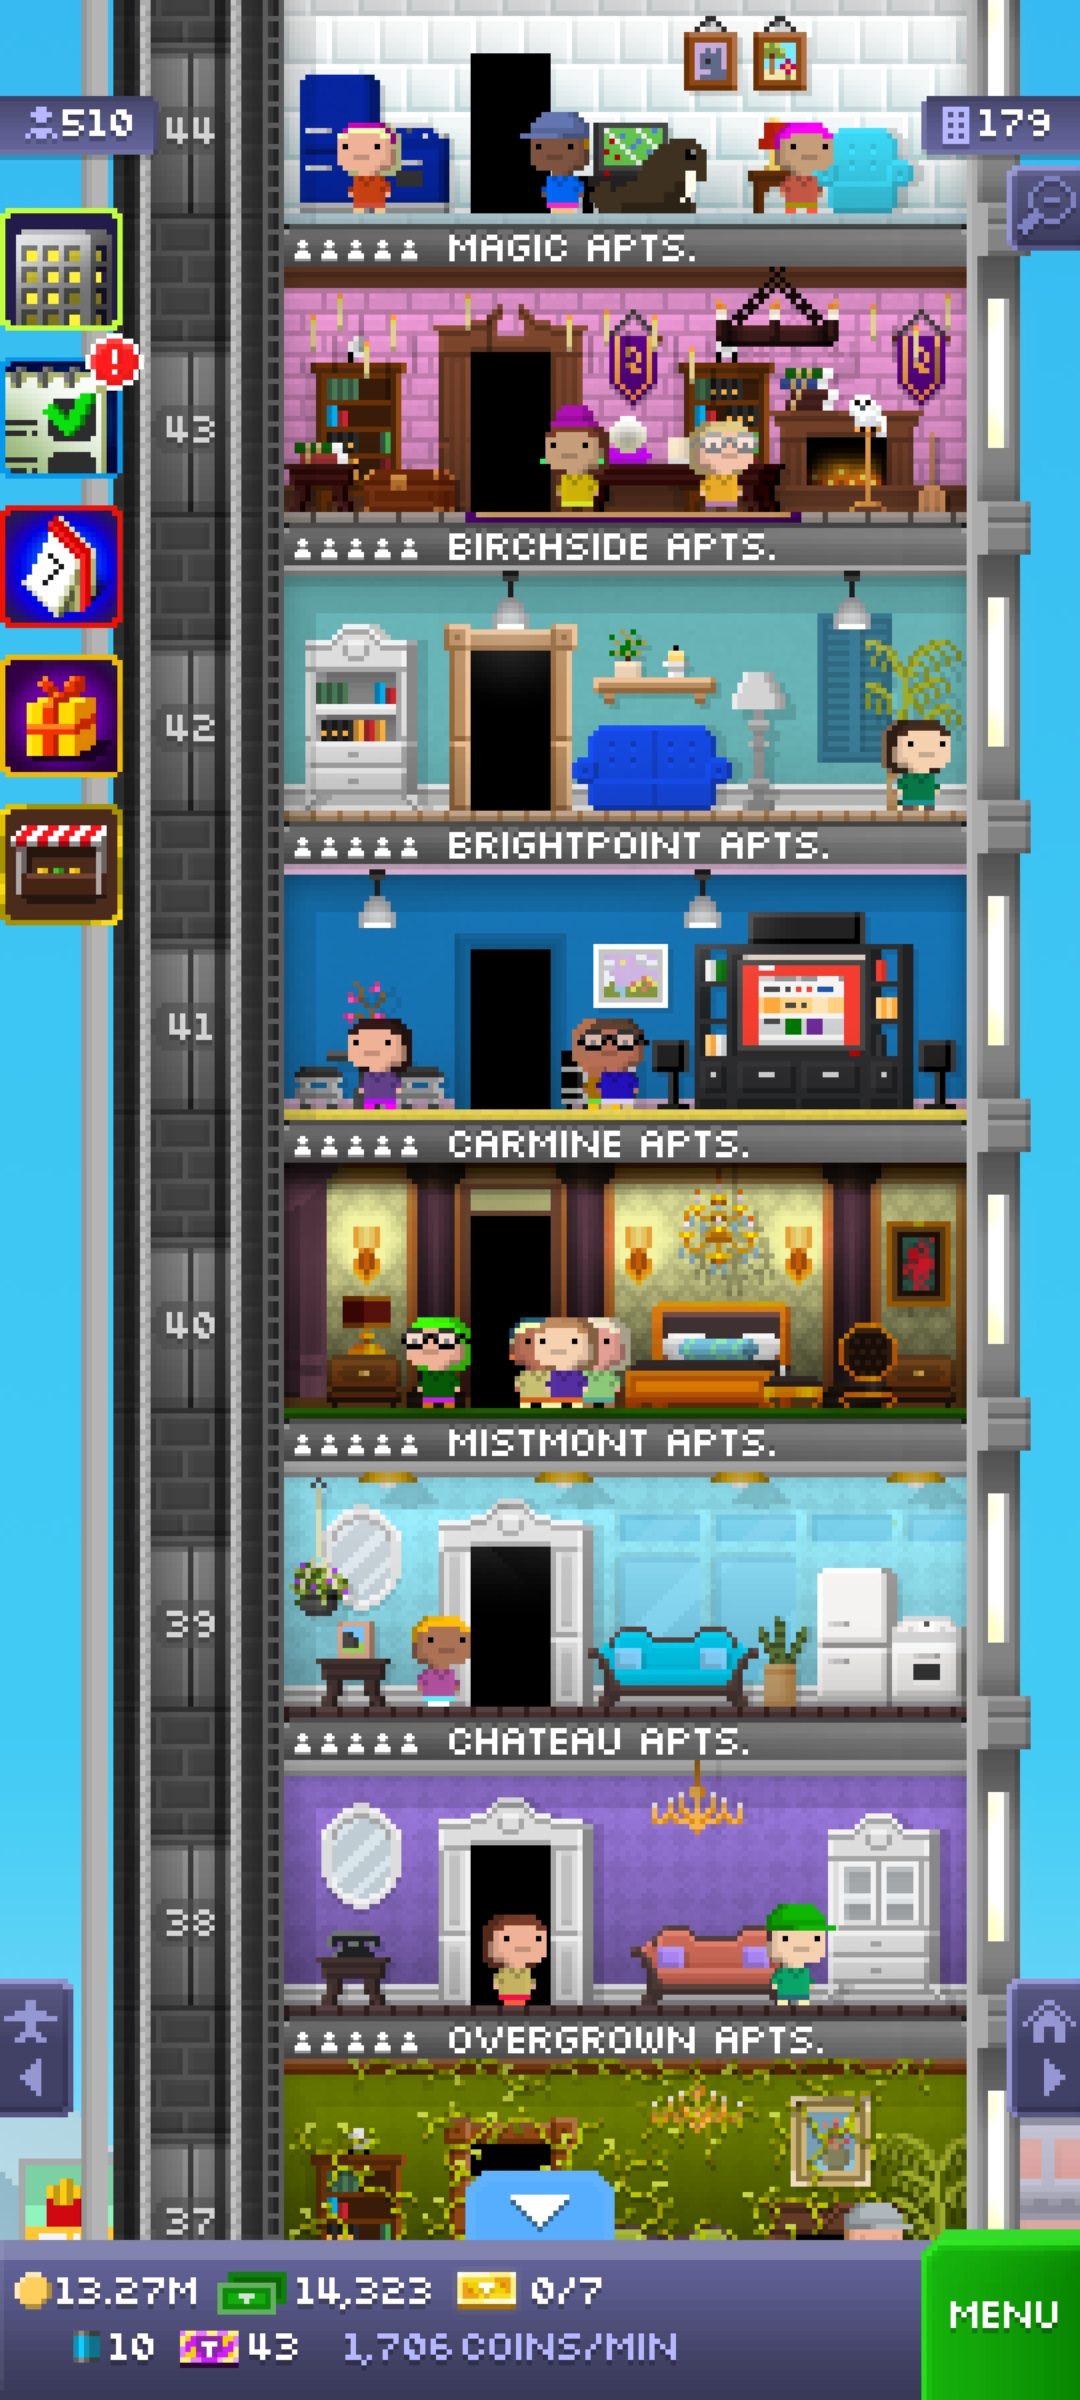 510
44
179
MAGIC APTS.
43
BIRCHSIDE APTS.
42
BRIGHTPOINT APTS.
41
CARMINE APTS.
40
MISTMONT APTS.
39
CHATEAU APTS.
38
OVERGROWN APTS.
37
13.27M 14,323 0/7
10 43 1,706 COINS/MIN
MENU